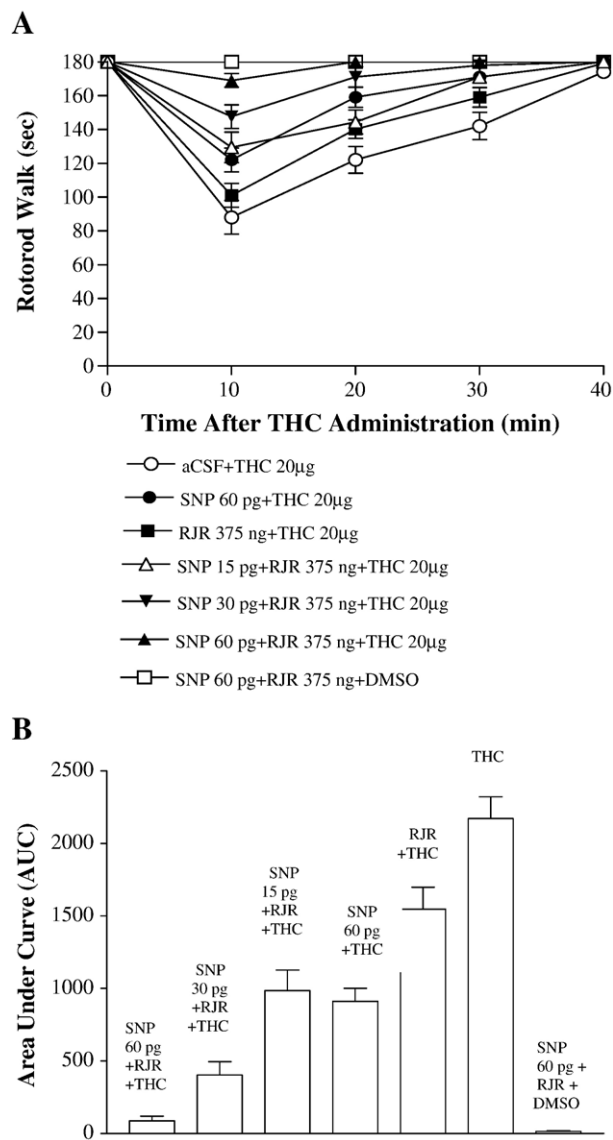 A
180
160
140
120
100
80
60
40
20
0
Rotorod Walk (sec)
0 10 20 30 40
Time After THC Administration (min)
aCSF+THC 20µg
SNP 60 pg+THC 20µg
RJR 375 ng+THC 20µg
SNP 15 pg+RJR 375 ng+THC 20µg
SNP 30 pg+RJR 375 ng+THC 20µg
SNP 60 pg+RJR 375 ng+THC 20µg
SNP 60 pg+RJR 375 ng+DMSO
B
2500
2000
1500
1000
500
0
Area Under Curve (AUC)
SNP
60 pg
+RJR
+THC
SNP
30 pg
+RJR
+THC
SNP
15 pg
+RJR
+THC
SNP
60 pg
+THC
RJR
+THC
THC
SNP
60 pg +
RJR +
DMSO